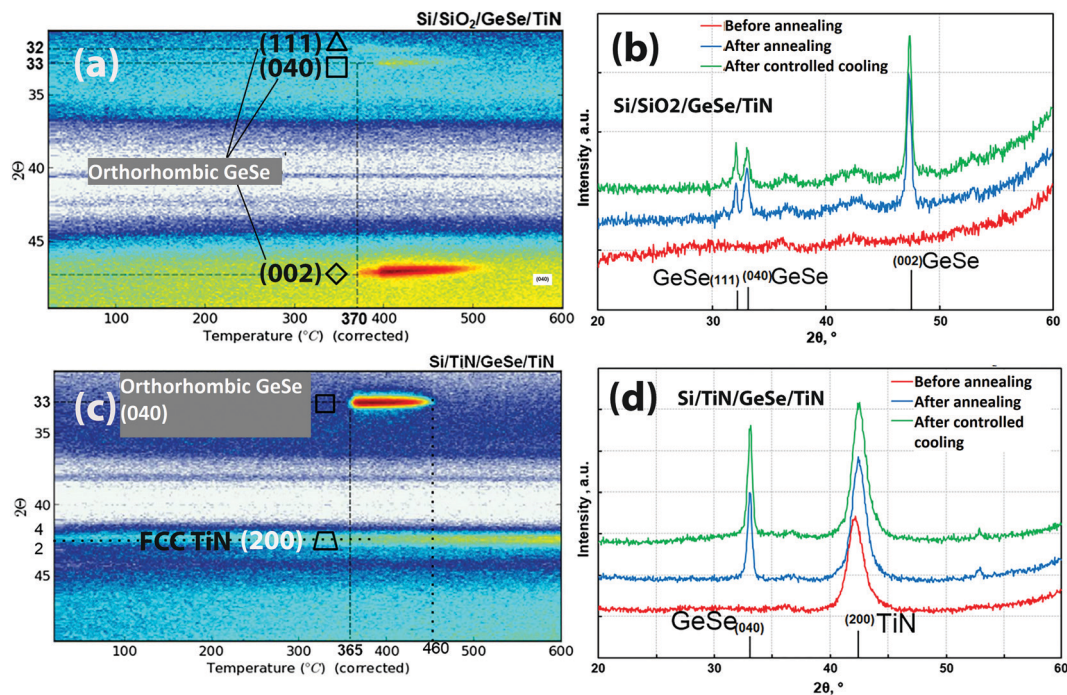 Si/SiO₂/GeSe/TiN
(a)
(111)
(040)
Orthorhombic GeSe
(002)
(040)
2Θ
32
33
35
40
45
100
200
300
370
400
500
600
Temperature (°C) (corrected)
(b)
Before annealing
After annealing
After controlled cooling
Si/SiO2/GeSe/TiN
Intensity, a.u.
GeSe(111)
(040)GeSe
(002)GeSe
20
30
40
50
60
2θ, °
Si/TiN/GeSe/TiN
(c)
Orthorhombic GeSe
(040)
FCC TiN (200)
2Θ
33
35
40
4
2
45
100
200
300
365
400
460
500
600
Temperature (°C) (corrected)
(d)
Si/TiN/GeSe/TiN
Before annealing
After annealing
After controlled
cooling
Intensity, a.u.
GeSe(040)
(200)TiN
20
30
40
50
60
2θ, °